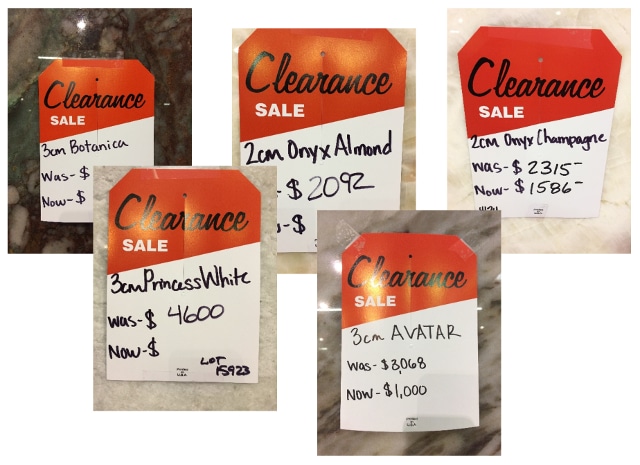 Clearance
SALE
3cm Botanica
Was-$
Now-$
Clearance
SALE
2cm Onyx Almond
-$ 2092
-$
Clearance
SALE
2cm Onyx Champagne
Was-$ 2315-
Now-$ 1586-
Clearance
SALE
3cm Princess White
Was-$ 4600
Now-$
LOT
15923
Clearance
SALE
3cm AVATAR
Was-$3,068
Now-$1,000